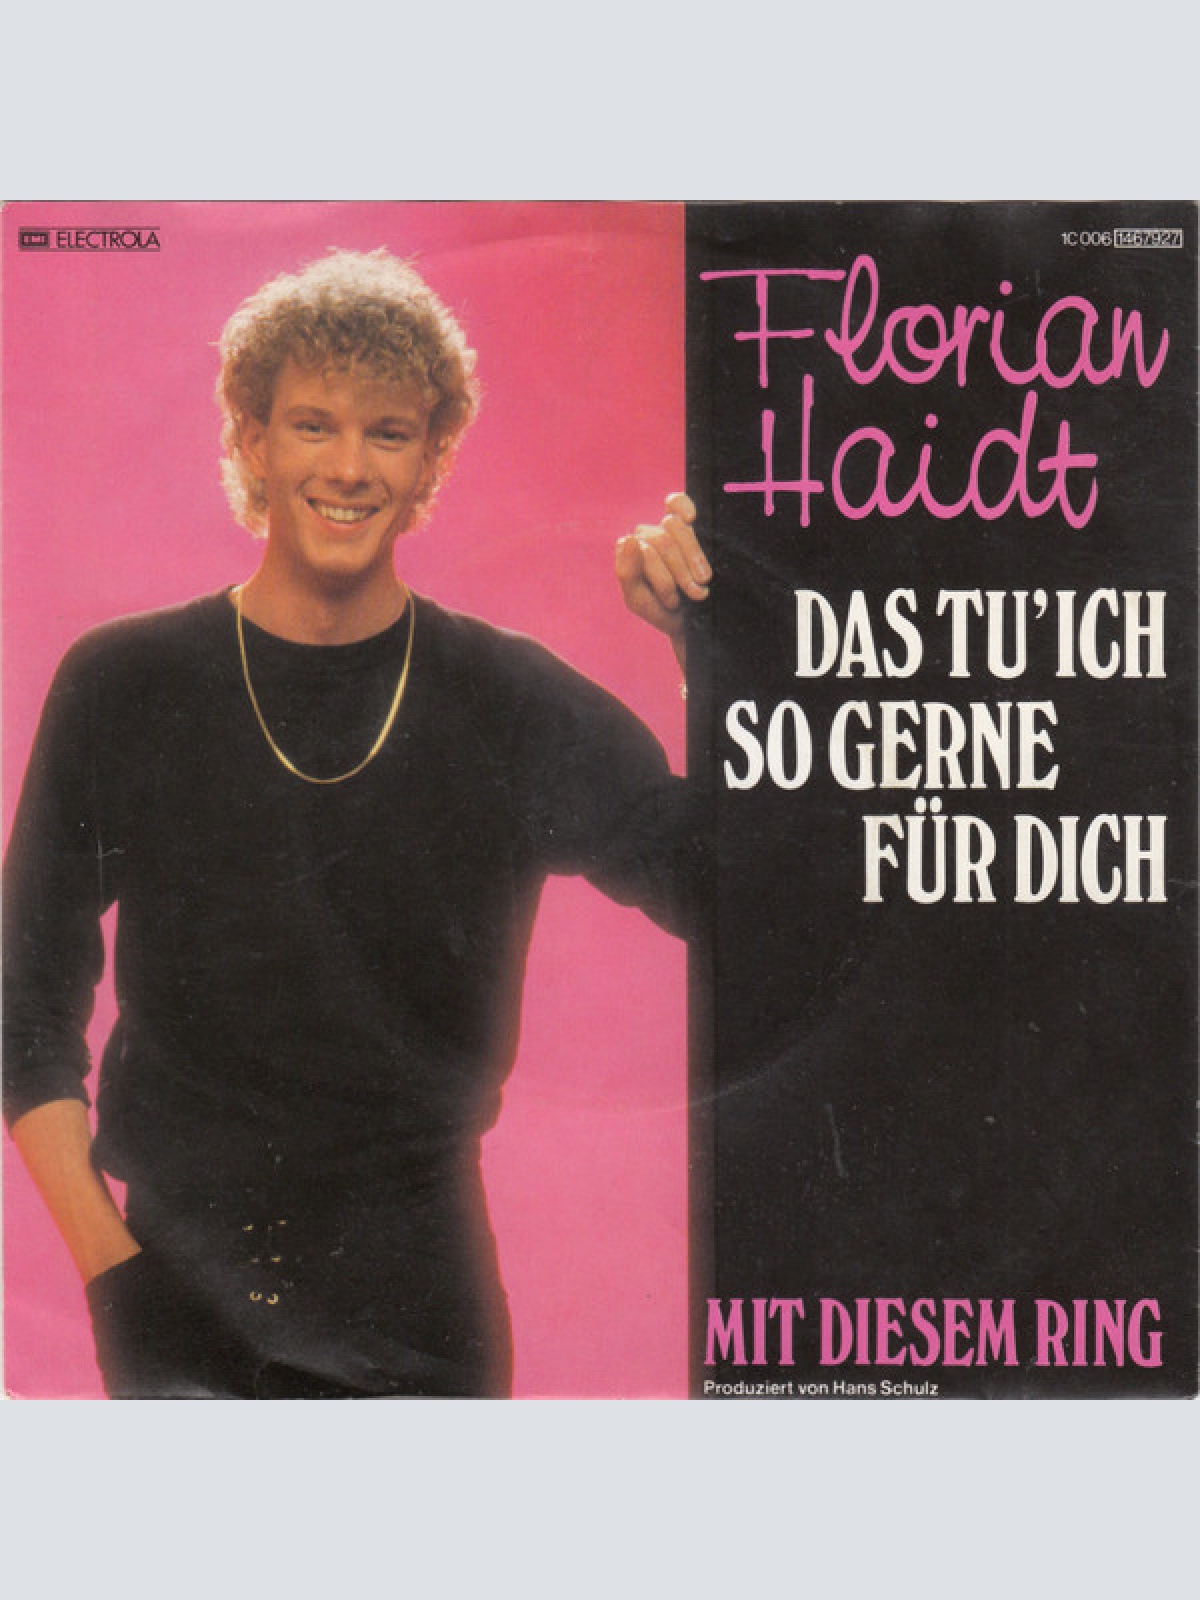 EMI ELECTROLA
1C 006 1467927
Florian
Haidt
DAS TU' ICH
SO GERNE
FÜR DICH
MIT DIESEM RING
Produziert von Hans Schulz